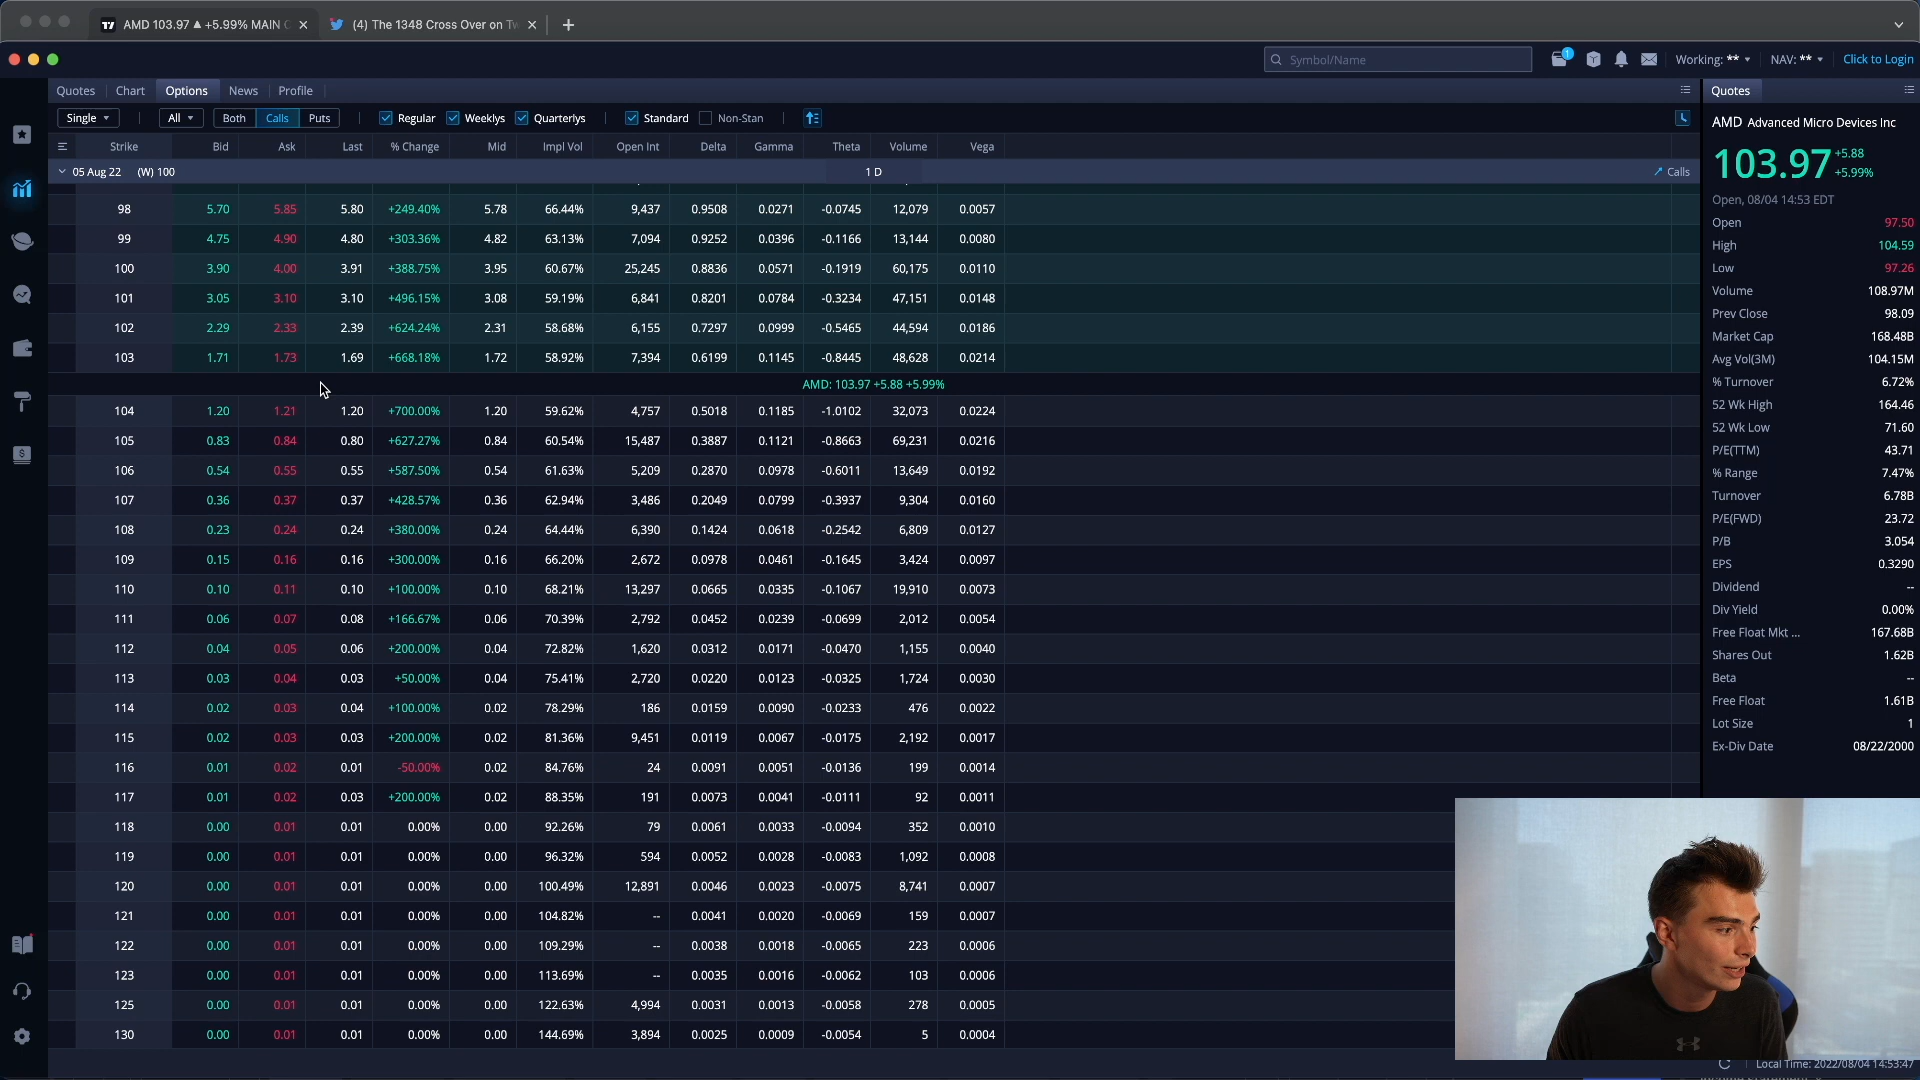 AMD 103.97 ▲ +5.99% MAIN
(4) The 1348 Cross Over on Tw
Symbol/Name
1
Working: **
NAV: **
Click to Login
Quotes Chart Options News Profile
Single
All
Both Calls Puts
Regular Weeklys Quarterlys
Standard Non-Stan
Strike Bid Ask Last % Change Mid Impl Vol Open Int Delta Gamma Theta Volume Vega
05 Aug 22 (W) 100 1 D Calls
98 5.70 5.85 5.80 +249.40% 5.78 66.44% 9,437 0.9508 0.0271 -0.0745 12,079 0.0057
99 4.75 4.90 4.80 +303.36% 4.82 63.13% 7,094 0.9252 0.0396 -0.1166 13,144 0.0080
100 3.90 4.00 3.91 +388.75% 3.95 60.67% 25,245 0.8836 0.0571 -0.1919 60,175 0.0110
101 3.05 3.10 3.10 +496.15% 3.08 59.19% 6,841 0.8201 0.0784 -0.3234 47,151 0.0148
102 2.29 2.33 2.39 +624.24% 2.31 58.68% 6,155 0.7297 0.0999 -0.5465 44,594 0.0186
103 1.71 1.73 1.69 +668.18% 1.72 58.92% 7,394 0.6199 0.1145 -0.8445 48,628 0.0214
AMD: 103.97 +5.88 +5.99%
104 1.20 1.21 1.20 +700.00% 1.20 59.62% 4,757 0.5018 0.1185 -1.0102 32,073 0.0224
105 0.83 0.84 0.80 +627.27% 0.84 60.54% 15,487 0.3887 0.1121 -0.8663 69,231 0.0216
106 0.54 0.55 0.55 +587.50% 0.54 61.63% 5,209 0.2870 0.0978 -0.6011 13,649 0.0192
107 0.36 0.37 0.37 +428.57% 0.36 62.94% 3,486 0.2049 0.0799 -0.3937 9,304 0.0160
108 0.23 0.24 0.24 +380.00% 0.24 64.44% 6,390 0.1424 0.0618 -0.2542 6,809 0.0127
109 0.15 0.16 0.16 +300.00% 0.16 66.20% 2,672 0.0978 0.0461 -0.1645 3,424 0.0097
110 0.10 0.11 0.10 +100.00% 0.10 68.21% 13,297 0.0665 0.0335 -0.1067 19,910 0.0073
111 0.06 0.07 0.08 +166.67% 0.06 70.39% 2,792 0.0452 0.0239 -0.0699 2,012 0.0054
112 0.04 0.05 0.06 +200.00% 0.04 72.82% 1,620 0.0312 0.0171 -0.0470 1,155 0.0040
113 0.03 0.04 0.03 +50.00% 0.04 75.41% 2,720 0.0220 0.0123 -0.0325 1,724 0.0030
114 0.02 0.03 0.04 +100.00% 0.02 78.29% 186 0.0159 0.0090 -0.0233 476 0.0022
115 0.02 0.03 0.03 +200.00% 0.02 81.36% 9,451 0.0119 0.0067 -0.0175 2,192 0.0017
116 0.01 0.02 0.01 -50.00% 0.02 84.76% 24 0.0091 0.0051 -0.0136 199 0.0014
117 0.01 0.02 0.03 +200.00% 0.02 88.35% 191 0.0073 0.0041 -0.0111 92 0.0011
118 0.00 0.01 0.01 0.00% 0.00 92.26% 79 0.0061 0.0033 -0.0094 352 0.0010
119 0.00 0.01 0.01 0.00% 0.00 96.32% 594 0.0052 0.0028 -0.0083 1,092 0.0008
120 0.00 0.01 0.01 0.00% 0.00 100.49% 12,891 0.0046 0.0023 -0.0075 8,741 0.0007
121 0.00 0.01 0.01 0.00% 0.00 104.82% -- 0.0041 0.0020 -0.0069 159 0.0007
122 0.00 0.01 0.01 0.00% 0.00 109.29% -- 0.0038 0.0018 -0.0065 223 0.0006
123 0.00 0.01 0.01 0.00% 0.00 113.69% -- 0.0035 0.0016 -0.0062 103 0.0006
125 0.00 0.01 0.01 0.00% 0.00 122.63% 4,994 0.0031 0.0013 -0.0058 278 0.0005
130 0.00 0.01 0.01 0.00% 0.00 144.69% 3,894 0.0025 0.0009 -0.0054 5 0.0004
Quotes
AMD Advanced Micro Devices Inc
103.97 +5.88
+5.99%
Open, 08/04 14:53 EDT
Open 97.50
High 104.59
Low 97.26
Volume 108.97M
Prev Close 98.09
Market Cap 168.48B
Avg Vol(3M) 104.15M
% Turnover 6.72%
52 Wk High 164.46
52 Wk Low 71.60
P/E(TTM) 43.71
% Range 7.47%
Turnover 6.78B
P/E(FWD) 23.72
P/B 3.054
EPS 0.3290
Dividend --
Div Yield 0.00%
Free Float Mkt ... 167.68B
Shares Out 1.62B
Beta --
Free Float 1.61B
Lot Size 1
Ex-Div Date 08/22/2000
Local Time: 2022/08/04 14:53:47